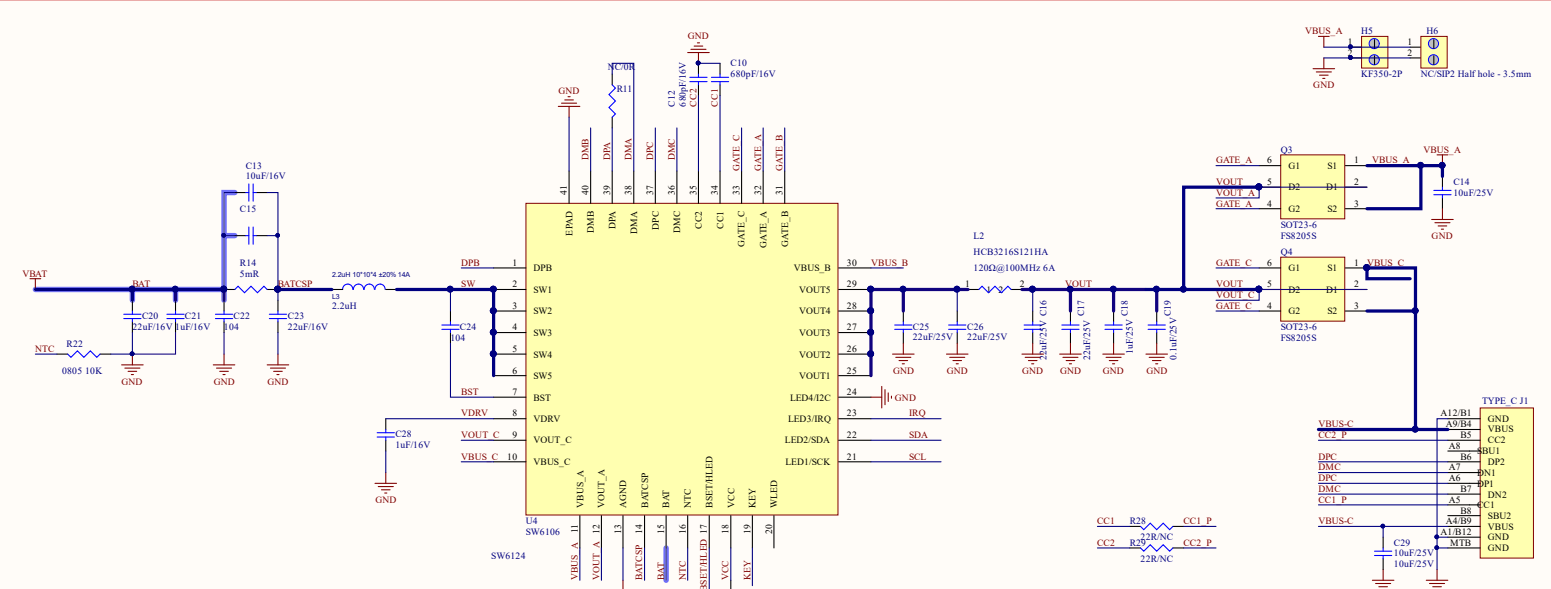 VBUS_A
H5
H6
1
1
2
2
KF350-2P
NC/SIP2 Half hole - 3.5mm
GND
GND
C10
680pF/16V
C12
680pF/16V
CC2
CC1
NC/0R
R11
GND
DMB
DPA
DMA
DPC
DMC
GATE_C
GATE_A
GATE_B
41
40
39
38
37
36
35
34
33
32
31
EPAD
DMB
DPA
DMA
DPC
DMC
CC2
CC1
GATE_C
GATE_A
GATE_B
C13
10uF/16V
C15
VBAT
BAT
R14
5mR
BATCSP
2.2uH 10*10*4 ±20% 14A
L3
2.2uH
C20
22uF/16V
C21
1uF/16V
C22
104
C23
22uF/16V
NTC
R22
0805 10K
GND
GND
GND
C24
104
C28
1uF/16V
GND
DPB
1
DPB
SW
2
SW1
3
SW2
4
SW3
5
SW4
6
SW5
BST
7
BST
VDRV
8
VDRV
VOUT_C
9
VOUT_C
VBUS_C
10
VBUS_C
VBUS_B
30
VBUS_B
VOUT5
29
VOUT4
28
VOUT3
27
VOUT2
26
VOUT1
25
LED4/I2C
24
GND
LED3/IRQ
23
IRQ
LED2/SDA
22
SDA
LED1/SCK
21
SCL
VBUS_A
VOUT_A
AGND
BATCSP
BAT
NTC
BSET/HLED
VCC
KEY
WLED
11
12
13
14
15
16
17
18
19
20
VBUS_A
VOUT_A
BATCSP
BAT
NTC
BSET/HLED
VCC
KEY
U4
SW6106
SW6124
L2
HCB3216S121HA
120Ω@100MHz 6A
1
2
VOUT
C25
22uF/25V
C26
22uF/25V
C16
22uF/25V
C17
22uF/25V
C18
1uF/25V
C19
0.1uF/25V
GND
GND
GND
GND
GND
GND
Q3
GATE_A
6
G1
S1
1
VBUS_A
VBUS_A
VOUT
5
D2
D1
2
VOUT_A
GATE_A
4
G2
S2
3
SOT23-6
FS8205S
C14
10uF/25V
GND
Q4
GATE_C
6
G1
S1
1
VBUS_C
VOUT
5
D2
D1
2
VOUT_C
GATE_C
4
G2
S2
3
SOT23-6
FS8205S
TYPE_C J1
A12/B1
GND
VBUS-C
A9/B4
VBUS
CC2_P
B5
CC2
A8
SBU1
DPC
B6
DP2
DMC
A7
DN1
DPC
A6
DP1
DMC
B7
DN2
CC1_P
A5
CC1
B8
SBU2
VBUS-C
A4/B9
VBUS
A1/B12
GND
MTB
GND
C29
10uF/25V
10uF/25V
CC1
R28
CC1_P
22R/NC
CC2
R29
CC2_P
22R/NC